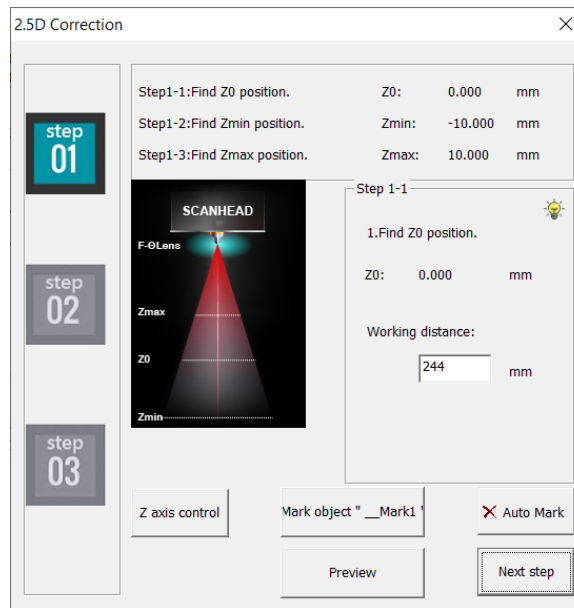 2.5D Correction
step
01
step
02
step
03
Step1-1:Find Z0 position. Z0: 0.000 mm
Step1-2:Find Zmin position. Zmin: -10.000 mm
Step1-3:Find Zmax position. Zmax: 10.000 mm
SCANHEAD
F-ΘLens
Zmax
Z0
Zmin
Step 1-1
1.Find Z0 position.
Z0: 0.000 mm
Working distance:
244 mm
Z axis control
Mark object " __Mark1 '
Auto Mark
Preview
Next step